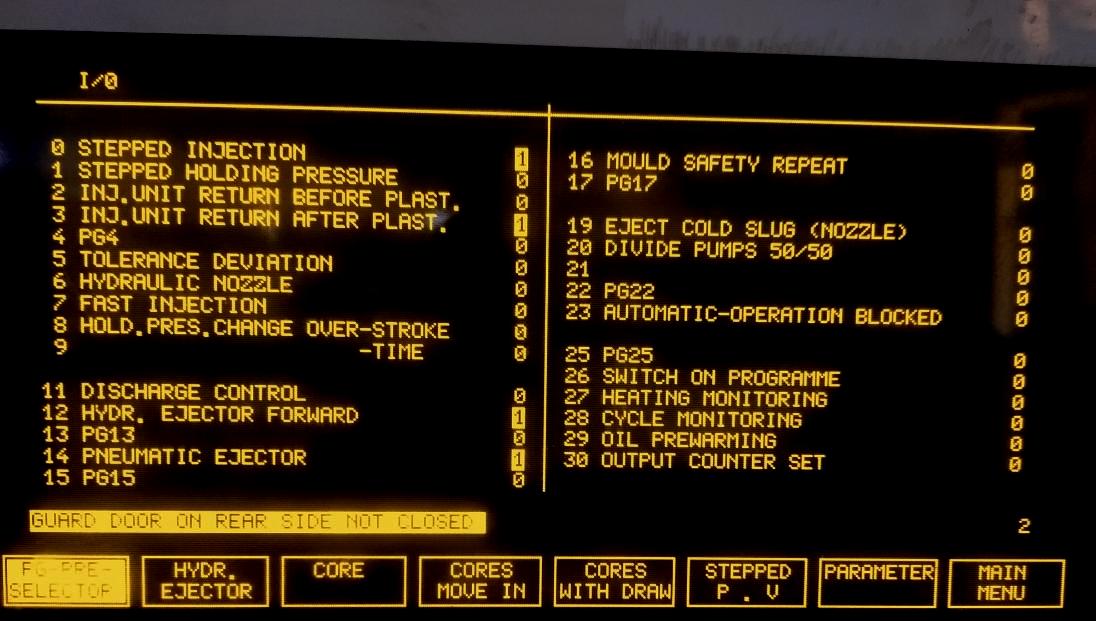 I/0
0 STEPPED INJECTION 1
1 STEPPED HOLDING PRESSURE 0
2 INJ.UNIT RETURN BEFORE PLAST. 0
3 INJ.UNIT RETURN AFTER PLAST. 1
4 PG4 0
5 TOLERANCE DEVIATION 0
6 HYDRAULIC NOZZLE 0
7 FAST INJECTION 0
8 HOLD.PRES.CHANGE OVER-STROKE 0
9 -TIME 0
11 DISCHARGE CONTROL 0
12 HYDR. EJECTOR FORWARD 1
13 PG13 0
14 PNEUMATIC EJECTOR 1
15 PG15 0
16 MOULD SAFETY REPEAT 0
17 PG17 0
19 EJECT COLD SLUG (NOZZLE) 0
20 DIVIDE PUMPS 50/50 0
21 0
22 PG22 0
23 AUTOMATIC-OPERATION BLOCKED 0
25 PG25 0
26 SWITCH ON PROGRAMME 0
27 HEATING MONITORING 0
28 CYCLE MONITORING 0
29 OIL PREWARMING 0
30 OUTPUT COUNTER SET 0
GUARD DOOR ON REAR SIDE NOT CLOSED
2
FG-PRE-
SELECTOR
HYDR.
EJECTOR
CORE
CORES
MOVE IN
CORES
WITH DRAW
STEPPED
P . V
PARAMETER
MAIN
MENU